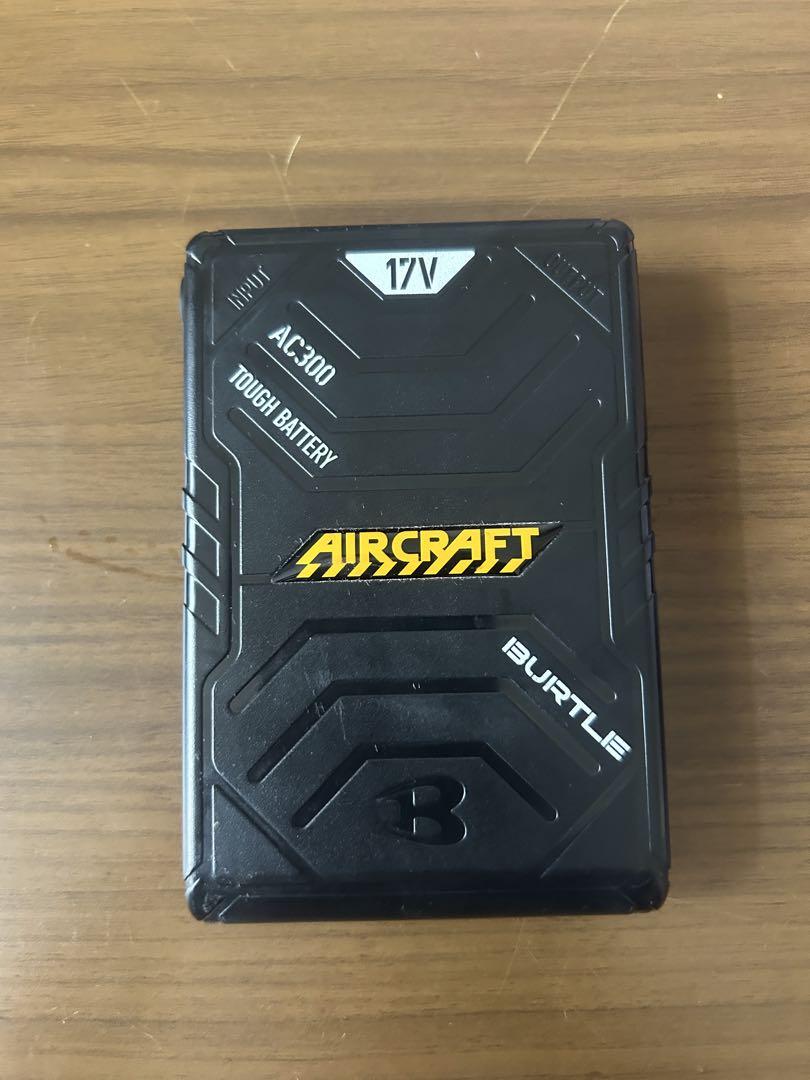 17V
INPUT
OUTPUT
AC300
TOUGH BATTERY
AIRCRAFT
BURTLE
B